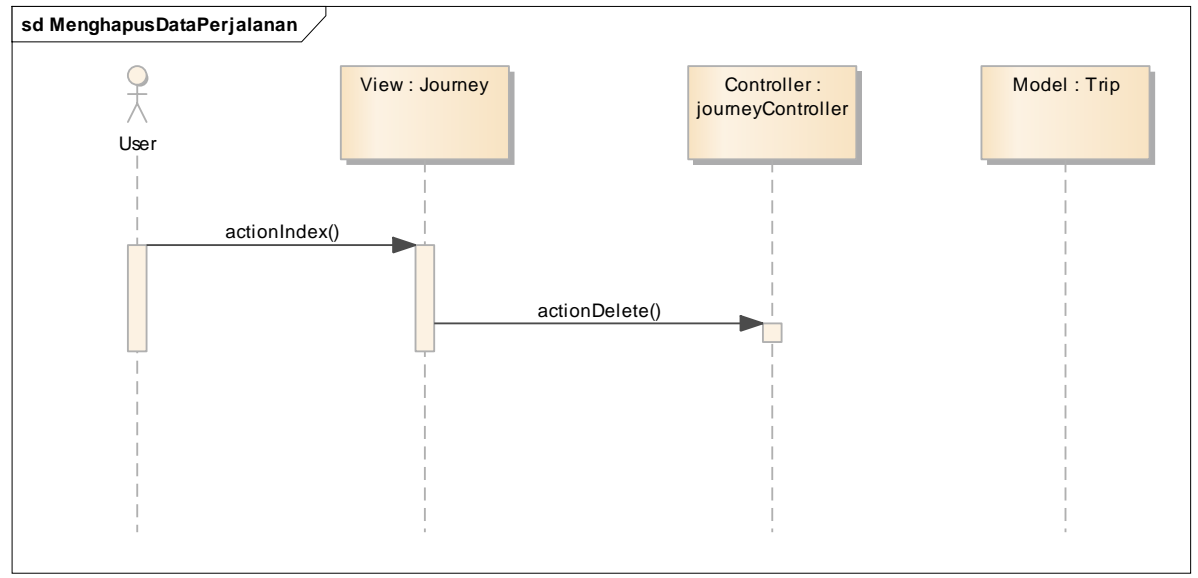 sd MenghapusDataPerjalanan
User
View : Journey
Controller :
journeyController
Model : Trip
actionIndex()
actionDelete()